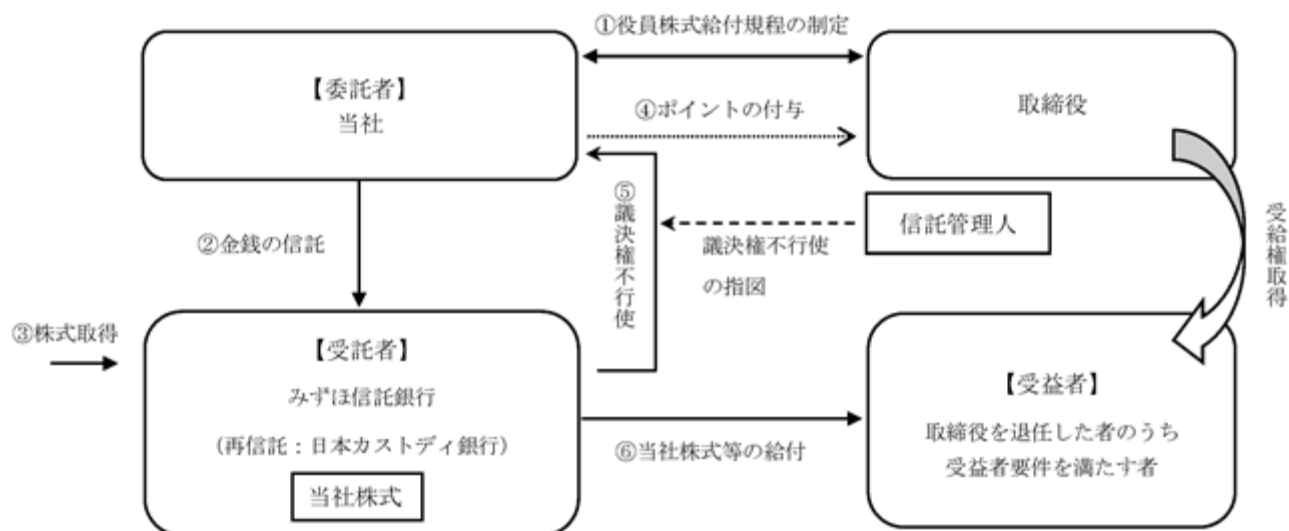 ①役員株式給付規程の制定
【委託者】
当社
取締役
④ポイントの付与
⑤議決権不行使
信託管理人
議決権不行使
の指図
受給権取得
②金銭の信託
③株式取得
【受託者】
みずほ信託銀行
(再信託:日本カストディ銀行)
当社株式
⑥当社株式等の給付
【受益者】
取締役を退任した者のうち
受益者要件を満たす者